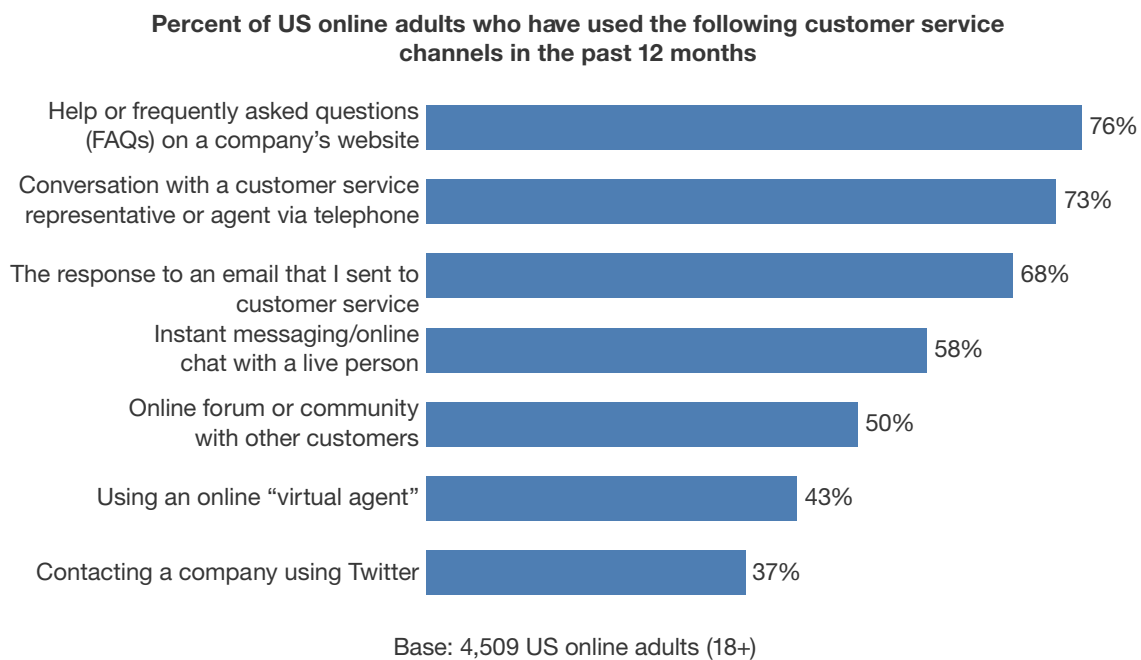 Percent of US online adults who have used the following customer service
channels in the past 12 months
Help or frequently asked questions
(FAQs) on a company’s website
76%
Conversation with a customer service
representative or agent via telephone
73%
The response to an email that I sent to
customer service
68%
Instant messaging/online
chat with a live person
58%
Online forum or community
with other customers
50%
Using an online “virtual agent”
43%
Contacting a company using Twitter
37%
Base: 4,509 US online adults (18+)